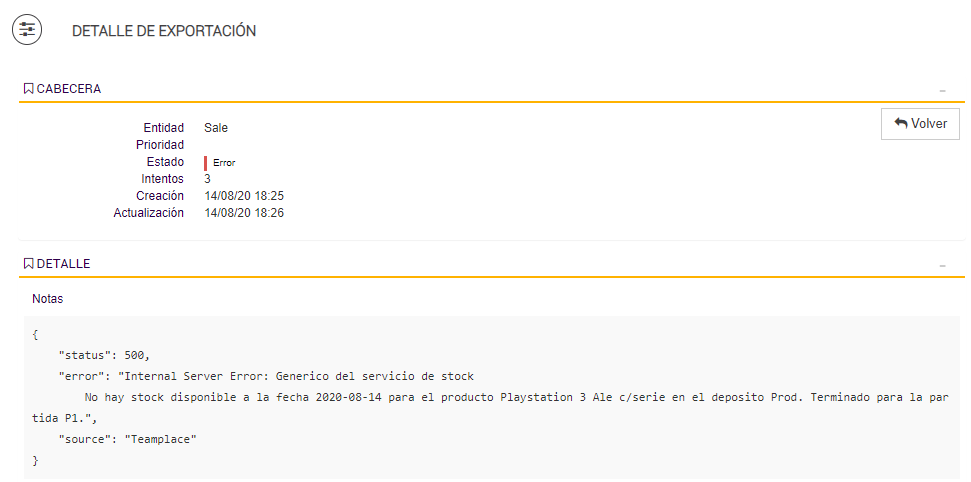 DETALLE DE EXPORTACIÓN
CABECERA
Volver
Entidad Sale
Prioridad
Estado Error
Intentos 3
Creación 14/08/20 18:25
Actualización 14/08/20 18:26
DETALLE
Notas
{
"status": 500,
"error": "Internal Server Error: Generico del servicio de stock
No hay stock disponible a la fecha 2020-08-14 para el producto Playstation 3 Ale c/serie en el deposito Prod. Terminado para la par
tida P1.",
"source": "Teamplace"
}